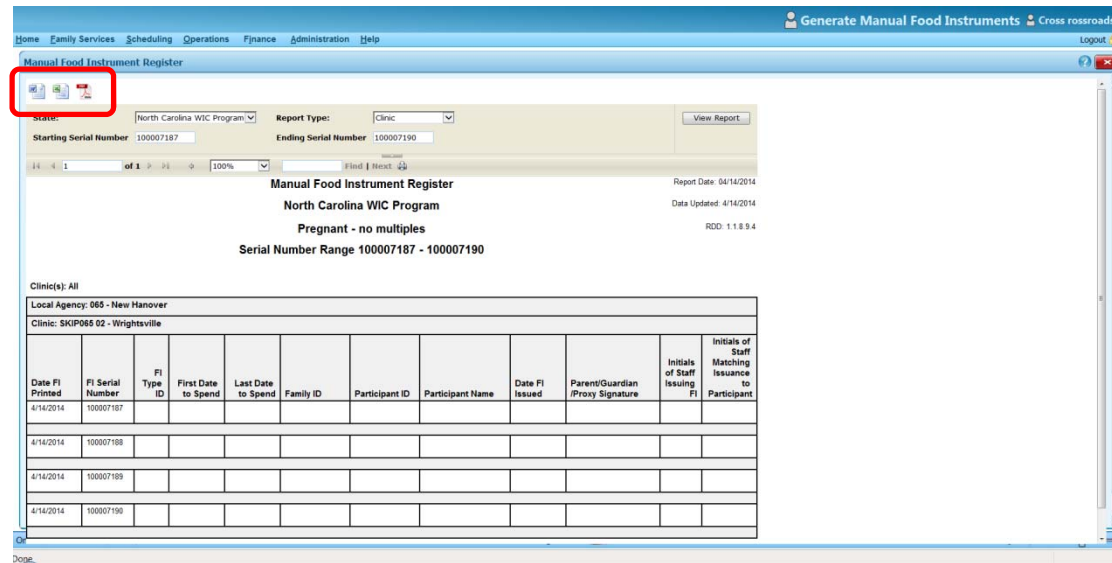 Generate Manual Food Instruments Cross rossroads
Home Family Services Scheduling Operations Finance Administration Help Logout
Manual Food Instrument Register
State: North Carolina WIC Program Report Type: Clinic View Report
Starting Serial Number 100007187 Ending Serial Number 100007190
1 of 1 100% Find | Next
Manual Food Instrument Register Report Date: 04/14/2014
North Carolina WIC Program Data Updated: 4/14/2014
Pregnant - no multiples RDD: 1.1.8.9.4
Serial Number Range 100007187 - 100007190
Clinic(s): All
Local Agency: 065 - New Hanover
Clinic: SKIP065 02 - Wrightsville
Date FI Printed FI Serial Number FI Type ID First Date to Spend Last Date to Spend Family ID Participant ID Participant Name Date FI Issued Parent/Guardian /Proxy Signature Initials of Staff Issuing FI Initials of Staff Matching Issuance to Participant
4/14/2014 100007187
4/14/2014 100007188
4/14/2014 100007189
4/14/2014 100007190
Done